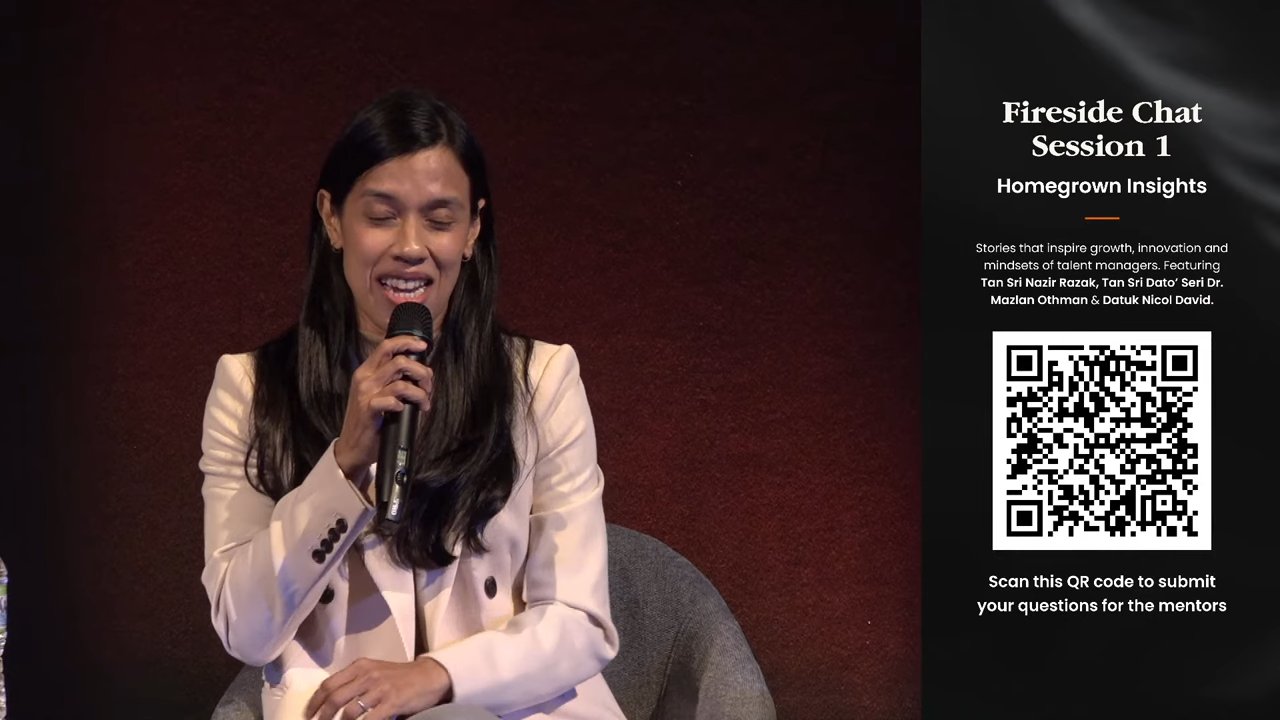 Fireside Chat
Session 1
Homegrown Insights
Stories that inspire growth, innovation and
mindsets of talent managers. Featuring
Tan Sri Nazir Razak, Tan Sri Dato' Seri Dr.
Mazlan Othman & Datuk Nicol David.
Scan this QR code to submit
your questions for the mentors